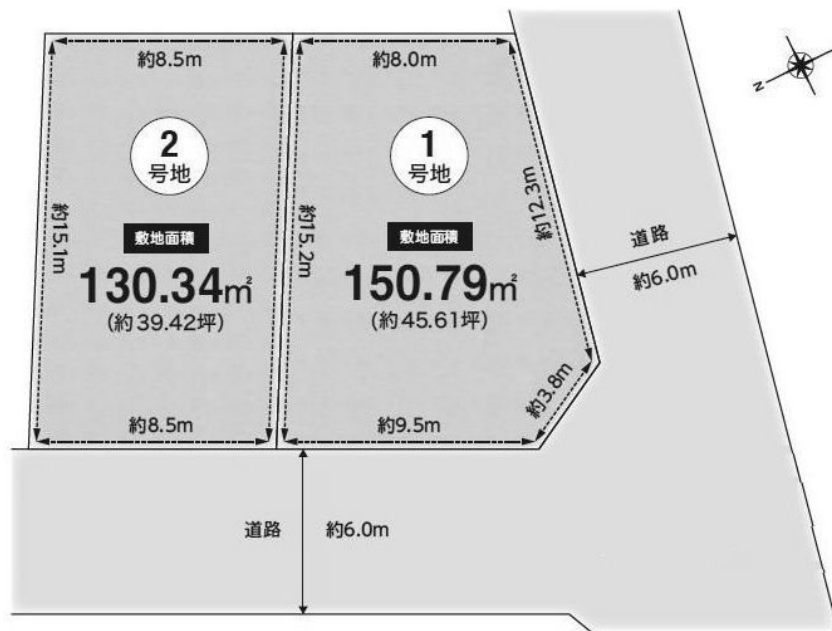 約8.5m
約8.0m
N
2
号地
1
号地
約15.1m
約15.2m
約12.3m
敷地面積
130.34㎡
(約39.42坪)
敷地面積
150.79㎡
(約45.61坪)
道路
約6.0m
約3.8m
約8.5m
約9.5m
道路
約6.0m